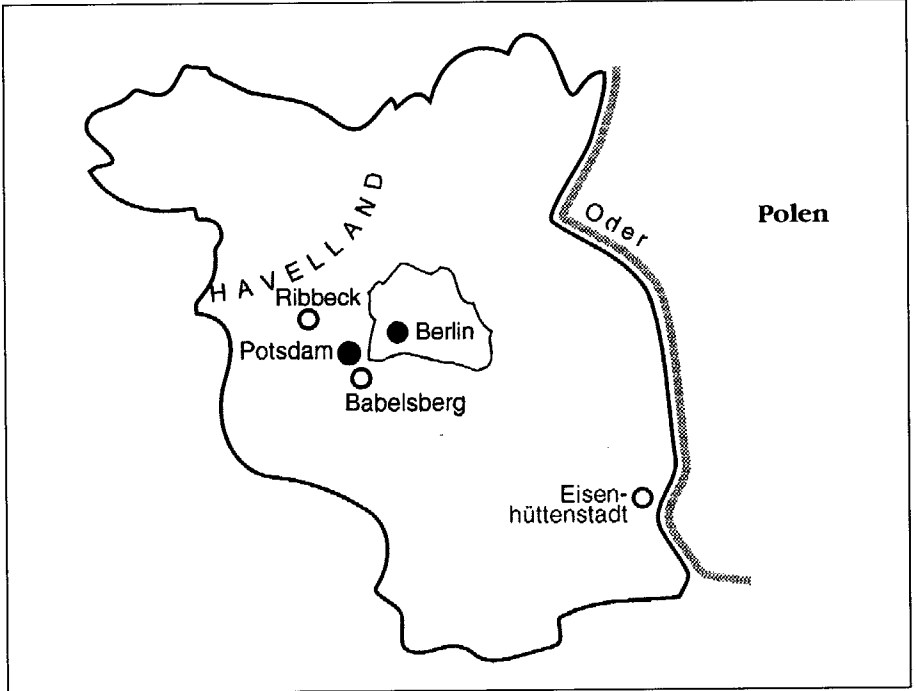 HAVELLAND
Oder
Polen
Ribbeck
Berlin
Potsdam
Babelsberg
Eisen-
hüttenstadt